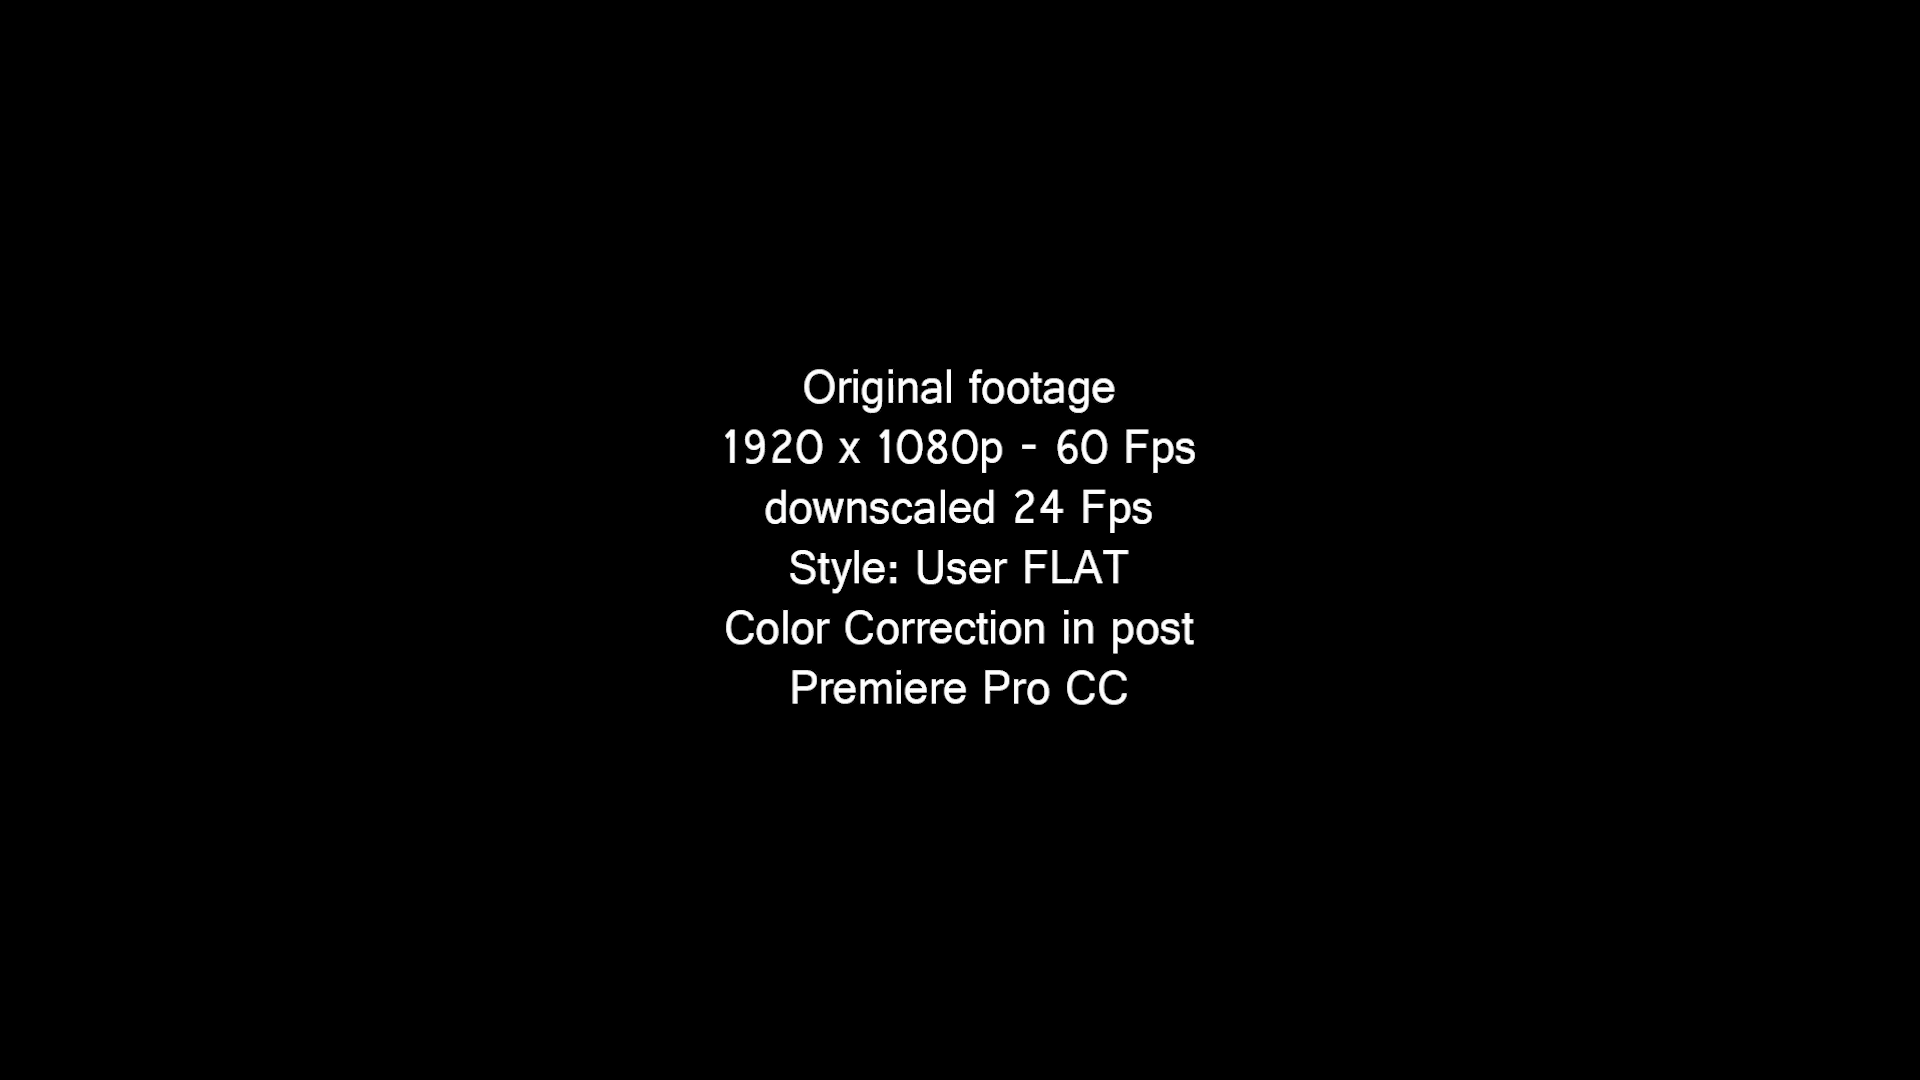 Original footage
1920 x 1080p - 60 Fps
downscaled 24 Fps
Style: User FLAT
Color Correction in post
Premiere Pro CC